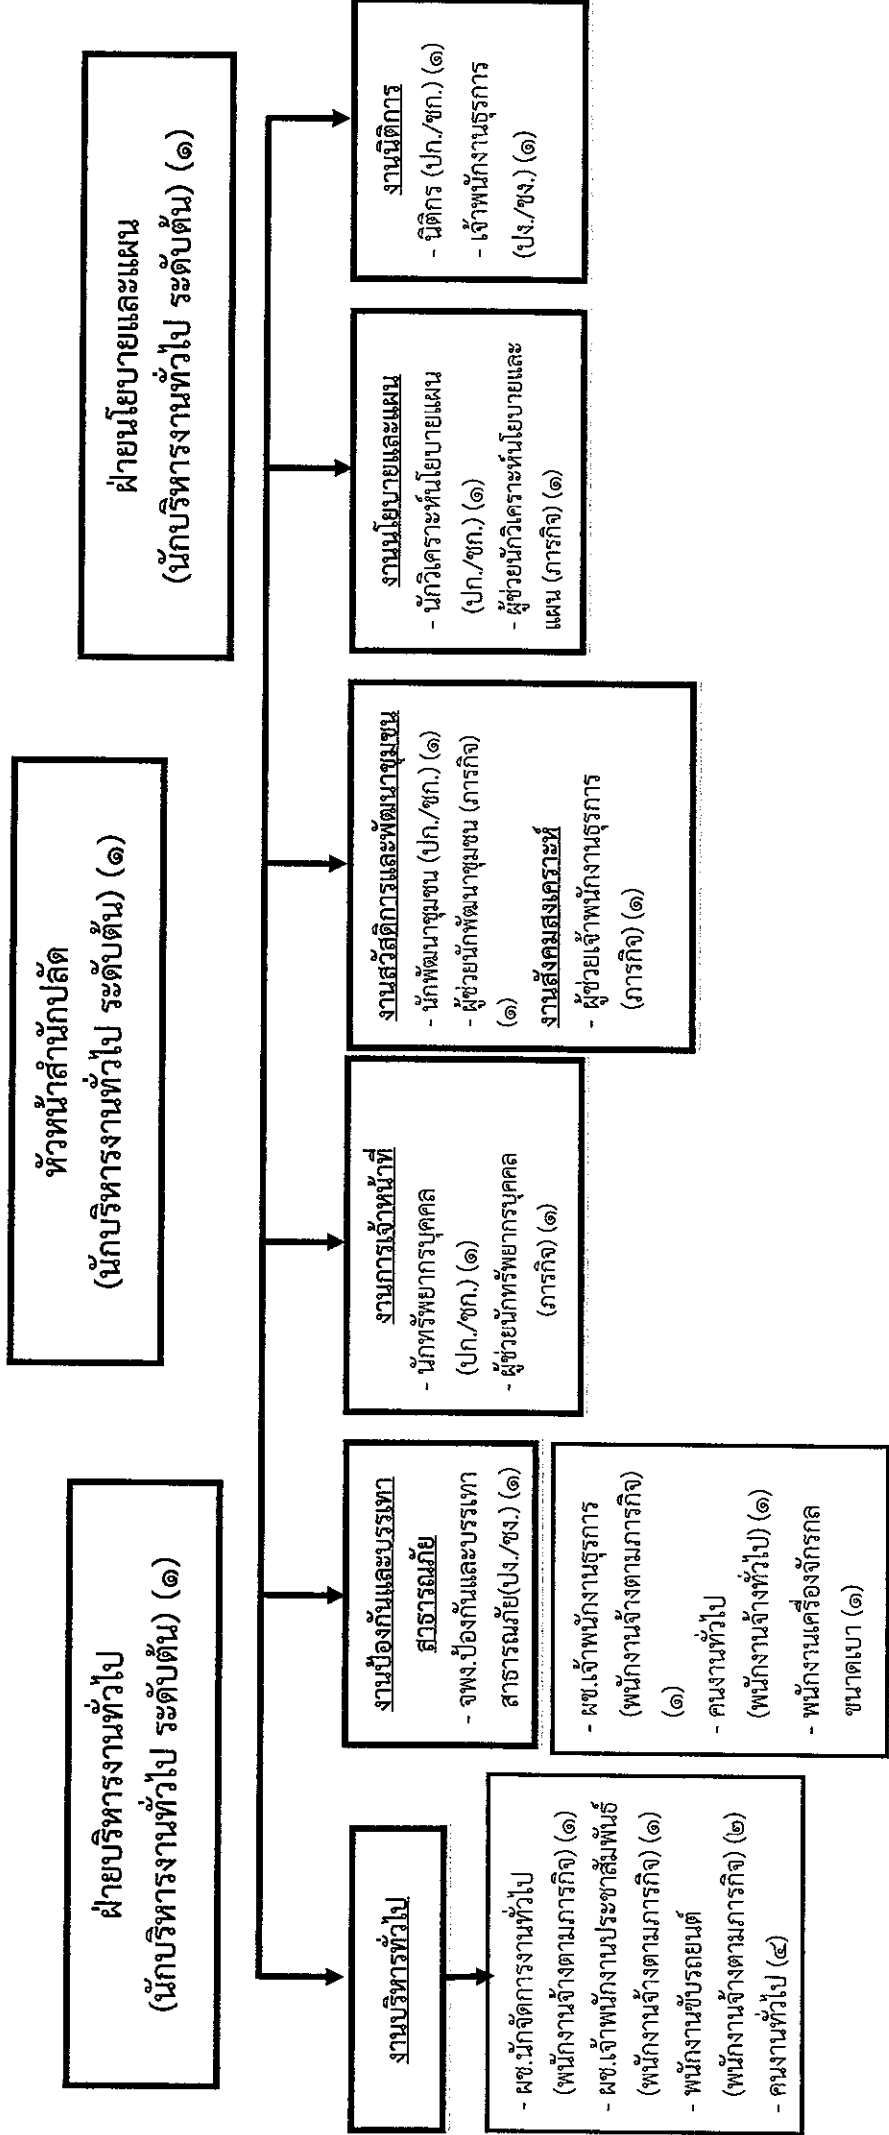 หัวหน้าสำนักปลัด
(นักบริหารงานทั่วไป ระดับต้น) (๑)
ฝ่ายบริหารงานทั่วไป
(นักบริหารงานทั่วไป ระดับต้น) (๑)
ฝ่ายนโยบายและแผน
(นักบริหารงานทั่วไป ระดับต้น) (๑)
งานบริหารทั่วไป
- ผช.นักจัดการงานทั่วไป
(พนักงานจ้างตามภารกิจ) (๑)
- ผช.เจ้าพนักงานประชาสัมพันธ์
(พนักงานจ้างตามภารกิจ) (๑)
- พนักงานขับรถยนต์
(พนักงานจ้างตามภารกิจ) (๒)
- คนงานทั่วไป (๔)
งานป้องกันและบรรเทา
สาธารณภัย
- จพง.ป้องกันและบรรเทา
สาธารณภัย(ปง./ชง.) (๑)
- ผช.เจ้าพนักงานธุรการ
(พนักงานจ้างตามภารกิจ)
(๑)
- คนงานทั่วไป
(พนักงานจ้างทั่วไป) (๑)
- พนักงานเครื่องจักรกล
ขนาดเบา (๑)
งานการเจ้าหน้าที่
- นักทรัพยากรบุคคล
(ปก./ชก.) (๑)
- ผู้ช่วยนักทรัพยากรบุคคล
(ภารกิจ) (๑)
งานสวัสดิการและพัฒนาชุมชน
- นักพัฒนาชุมชน (ปก./ชก.) (๑)
- ผู้ช่วยนักพัฒนาชุมชน (ภารกิจ)
(๑)
งานสังคมสงเคราะห์
- ผู้ช่วยเจ้าพนักงานธุรการ
(ภารกิจ) (๑)
งานนโยบายและแผน
- นักวิเคราะห์นโยบายแผน
(ปก./ชก.) (๑)
- ผู้ช่วยนักวิเคราะห์นโยบายและ
แผน (ภารกิจ) (๑)
งานนิติการ
- นิติกร (ปก./ชก.) (๑)
- เจ้าพนักงานธุรการ
(ปง./ชง.) (๑)